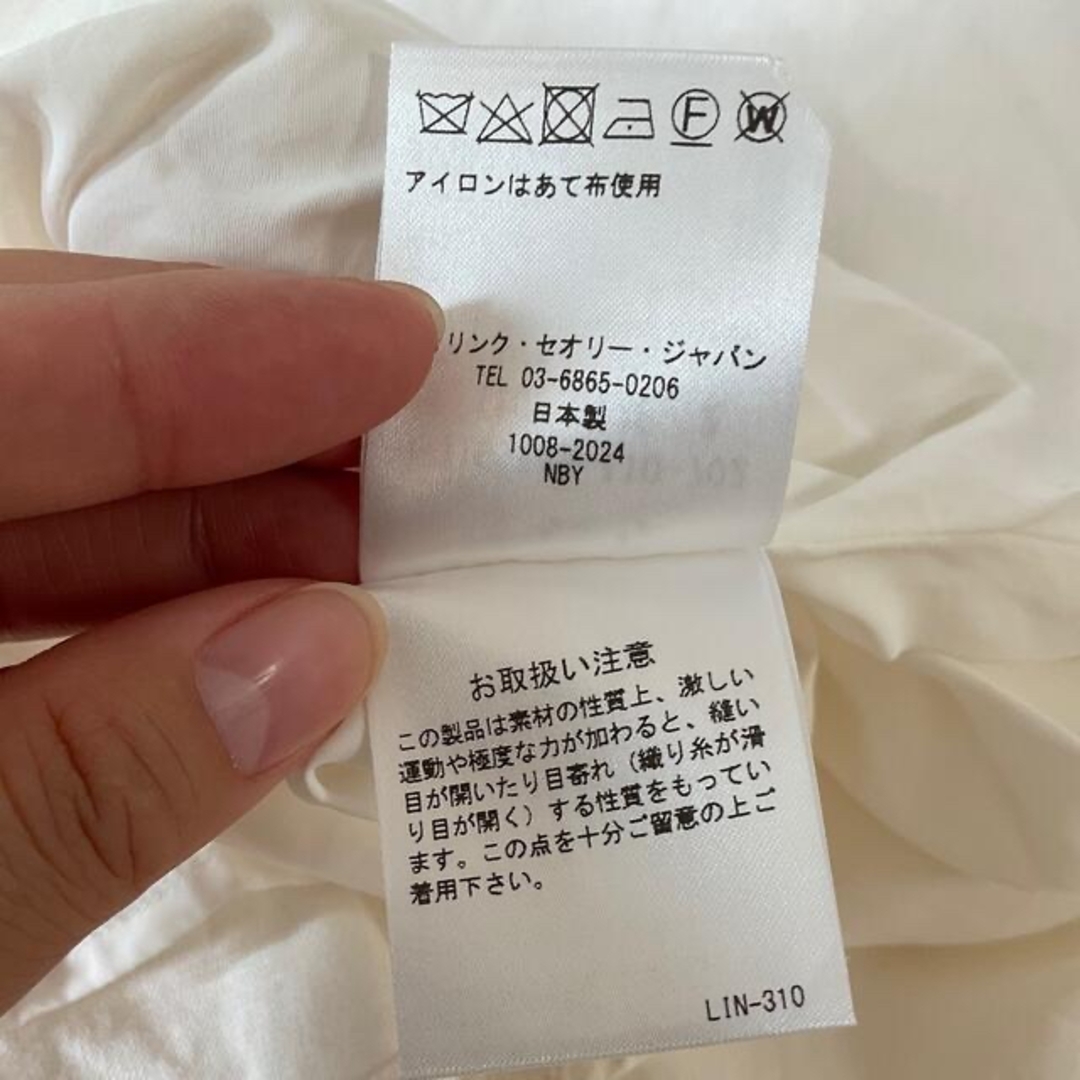 F W
アイロンはあて布使用
リンク・セオリー・ジャパン
TEL 03-6865-0206
日本製
1008-2024
NBY
お取扱い注意
この製品は素材の性質上、激しい
運動や極度な力が加わると、縫い
目が開いたり目寄れ（織り糸が滑
り目が開く）する性質をもってい
ます。この点を十分ご留意の上ご
着用下さい。
LIN-310